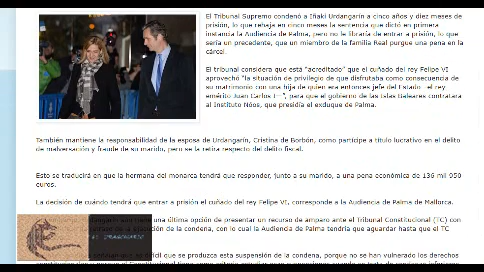 El Tribunal Supremo condenó a Iñaki Urdangarín a cinco años y diez meses de
prisión, lo que rebaja en cinco meses la sentencia que dictó en primera
instancia la Audiencia de Palma, pero no le libraría de entrar a prisión, lo que
sería un precedente, que un miembro de la familia Real purgue una pena en la
cárcel.
El tribunal considera que está "acreditado" que el cuñado del rey Felipe VI
aprovechó "la situación de privilegio de que disfrutaba como consecuencia de
su matrimonio con una hija de quien era entonces jefe del Estado -el rey
emérito Juan Carlos I-", para que el gobierno de las Islas Baleares contratara
al Instituto Nóos, que presidía el exduque de Palma.
También mantiene la responsabilidad de la esposa de Urdangarín, Cristina de Borbón, como partícipe a título lucrativo en el delito
de malversación y fraude de su marido, pero se la retira respecto del delito fiscal.
Esto se traducirá en que la hermana del monarca tendrá que responder, junto a su marido, a una pena económica de 136 mil 950
euros.
La decisión de cuándo tendrá que entrar a prisión el cuñado del rey Felipe VI, corresponde a la Audiencia de Palma de Mallorca.
una última opción de presentar un recurso de amparo ante el Tribunal Constitucional (TC) con
de la condena, con lo cual la Audiencia de Palma tendría que aguardar hasta que el TC
que se produzca esta suspensión de la condena, porque no se han vulnerado los derechos